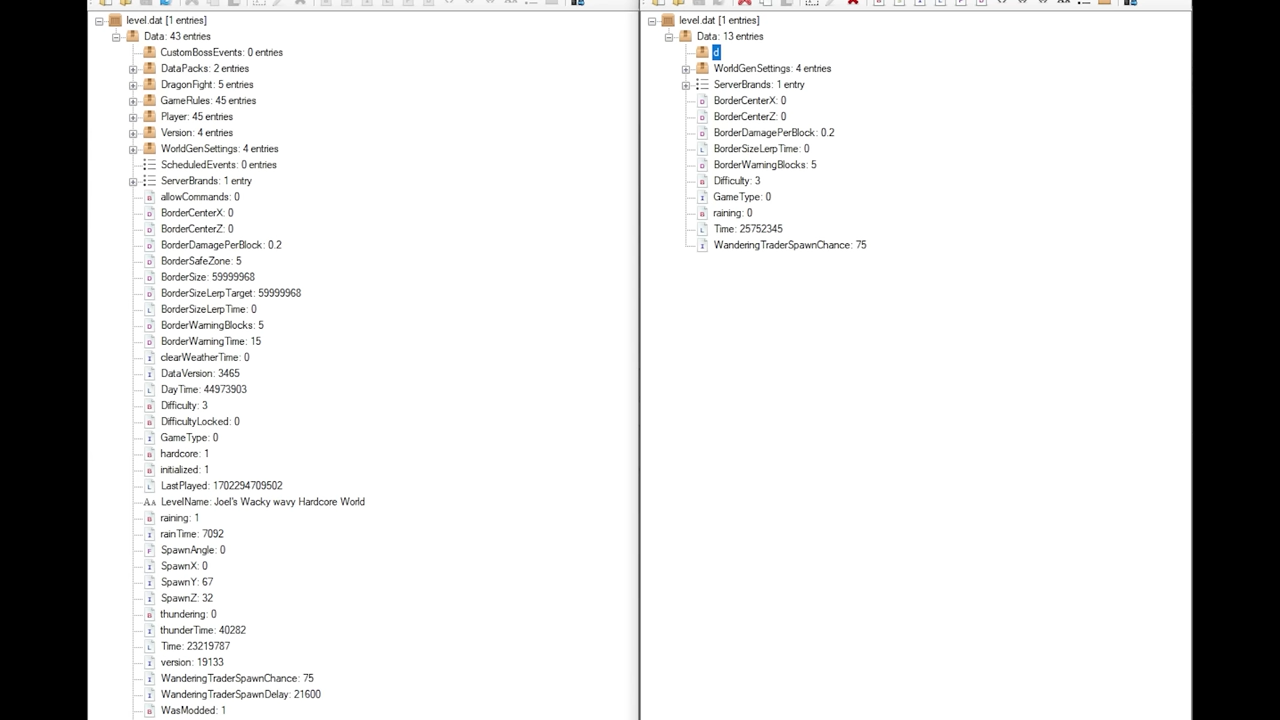 level.dat [1 entries]
Data: 43 entries
CustomBossEvents: 0 entries
DataPacks: 2 entries
DragonFight: 5 entries
GameRules: 45 entries
Player: 45 entries
Version: 4 entries
WorldGenSettings: 4 entries
ScheduledEvents: 0 entries
ServerBrands: 1 entry
allowCommands: 0
BorderCenterX: 0
BorderCenterZ: 0
BorderDamagePerBlock: 0.2
BorderSafeZone: 5
BorderSize: 59999968
BorderSizeLerpTarget: 59999968
BorderSizeLerpTime: 0
BorderWarningBlocks: 5
BorderWarningTime: 15
clearWeatherTime: 0
DataVersion: 3465
DayTime: 44973903
Difficulty: 3
DifficultyLocked: 0
GameType: 0
hardcore: 1
initialized: 1
LastPlayed: 1702294709502
LevelName: Joel's Wacky wavy Hardcore World
raining: 1
rainTime: 7092
SpawnAngle: 0
SpawnX: 0
SpawnY: 67
SpawnZ: 32
thundering: 0
thunderTime: 40282
Time: 23219787
version: 19133
WanderingTraderSpawnChance: 75
WanderingTraderSpawnDelay: 21600
WasModded: 1
level.dat [1 entries]
Data: 13 entries
d
WorldGenSettings: 4 entries
ServerBrands: 1 entry
BorderCenterX: 0
BorderCenterZ: 0
BorderDamagePerBlock: 0.2
BorderSizeLerpTime: 0
BorderWarningBlocks: 5
Difficulty: 3
GameType: 0
raining: 0
Time: 25752345
WanderingTraderSpawnChance: 75